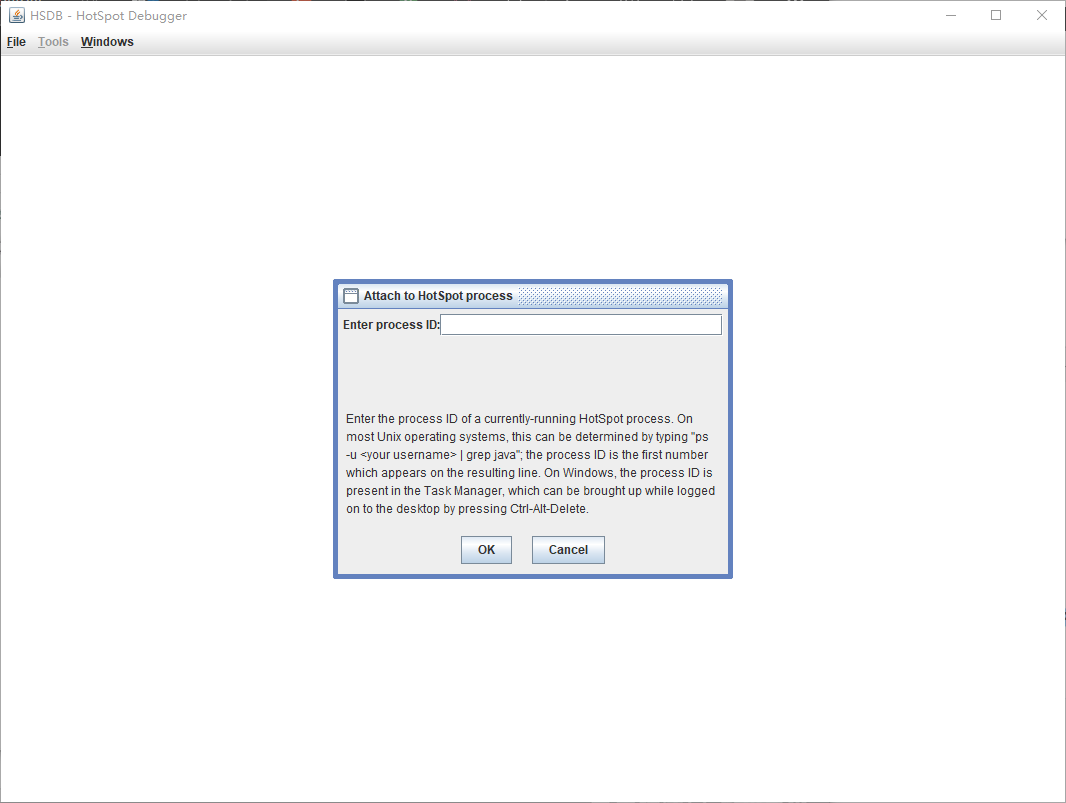 HSDB - HotSpot Debugger
File Tools Windows
Attach to HotSpot process
Enter process ID:
Enter the process ID of a currently-running HotSpot process. On
most Unix operating systems, this can be determined by typing "ps
-u <your username> | grep java"; the process ID is the first number
which appears on the resulting line. On Windows, the process ID is
present in the Task Manager, which can be brought up while logged
on to the desktop by pressing Ctrl-Alt-Delete.
OK Cancel